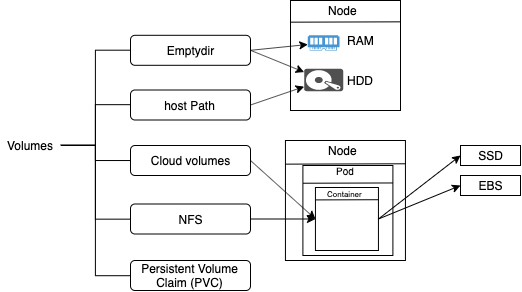 Node
RAM
Emptydir
HDD
host Path
Volumes
Node
Cloud volumes
SSD
Pod
EBS
Container
NFS
Persistent Volume
Claim (PVC)